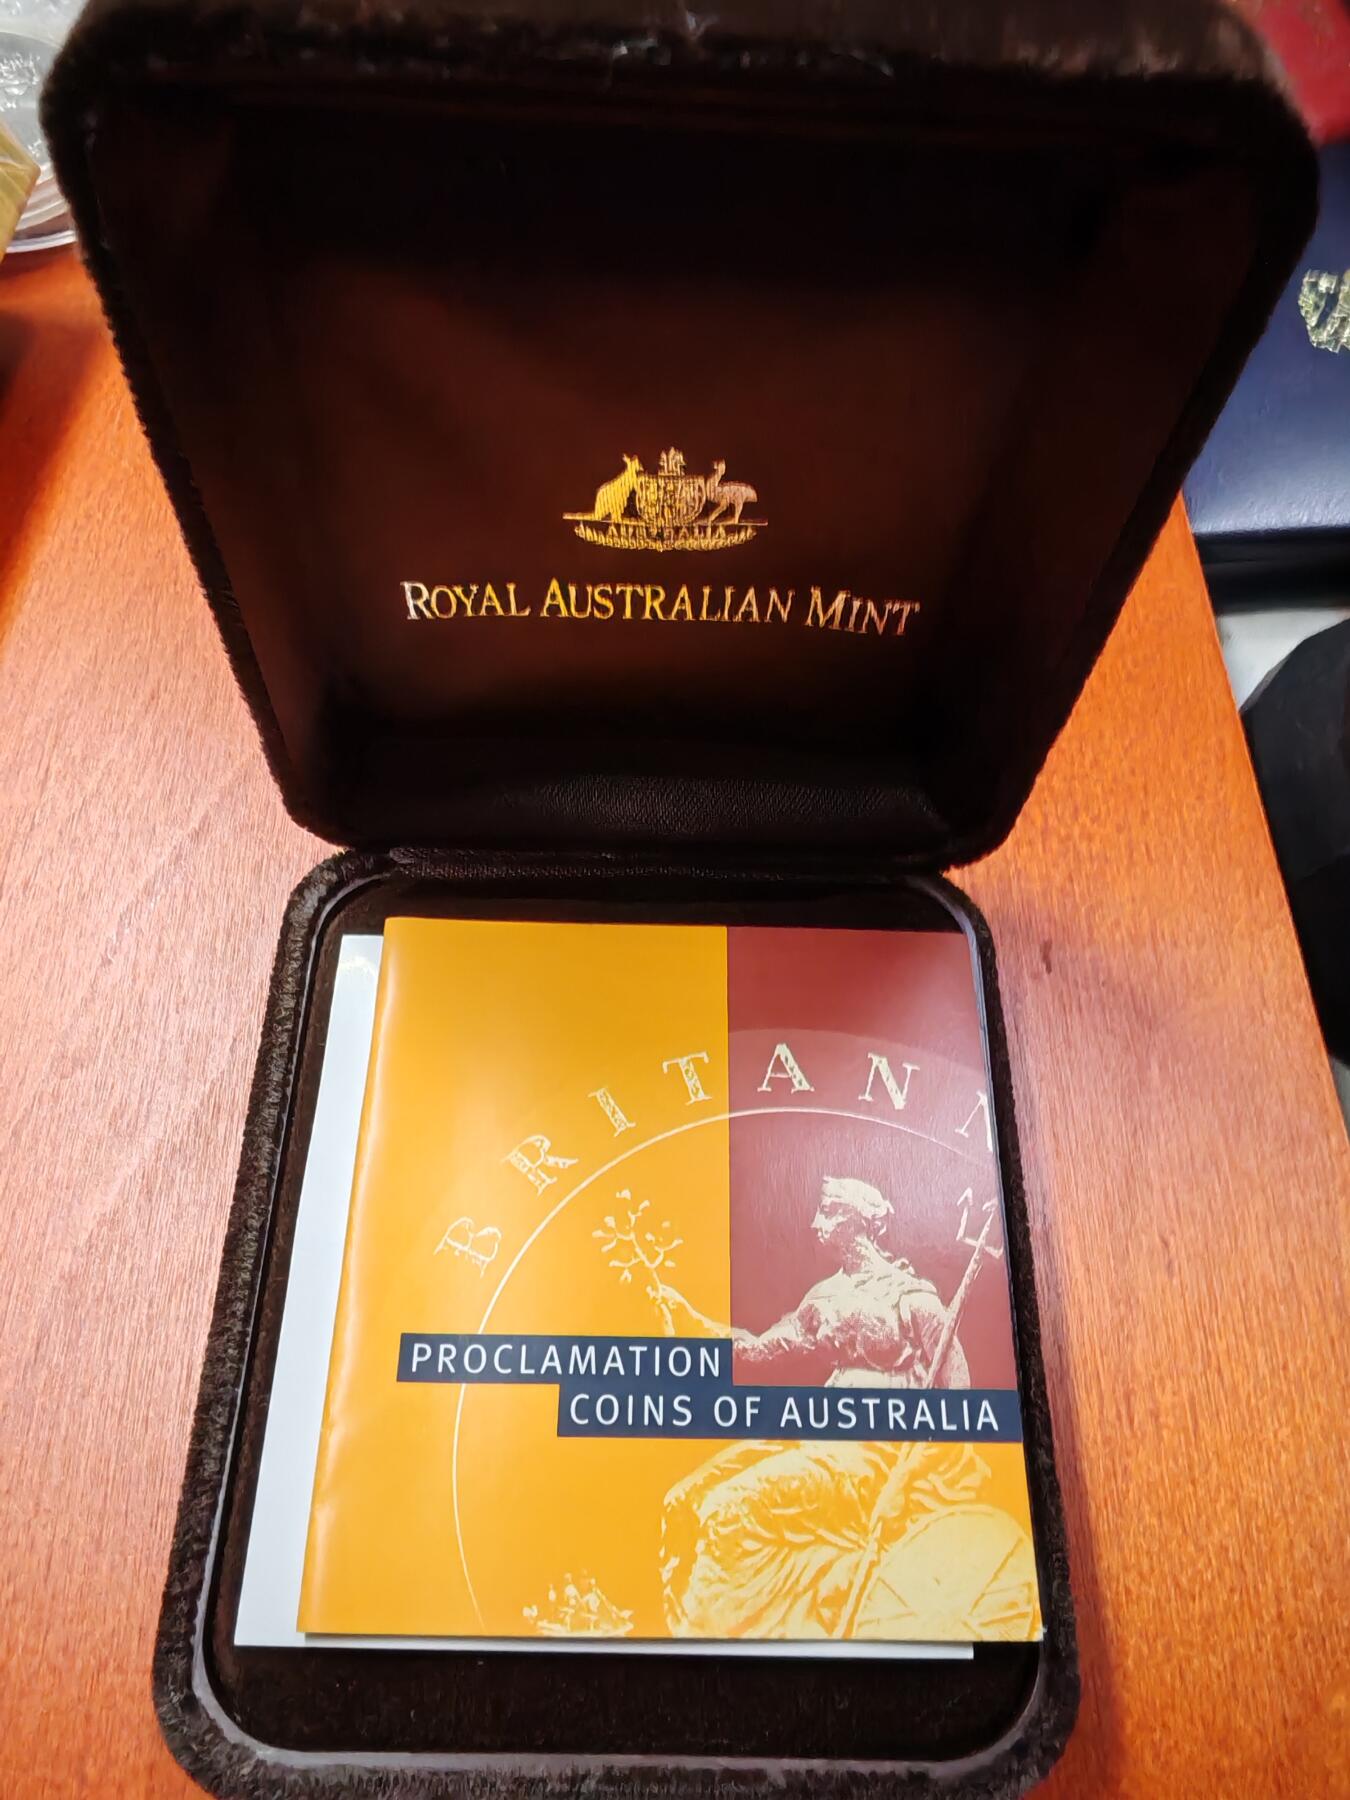 AUSTRALIA
ROYAL AUSTRALIAN MINT
BRITANN
PROCLAMATION
COINS OF AUSTRALIA